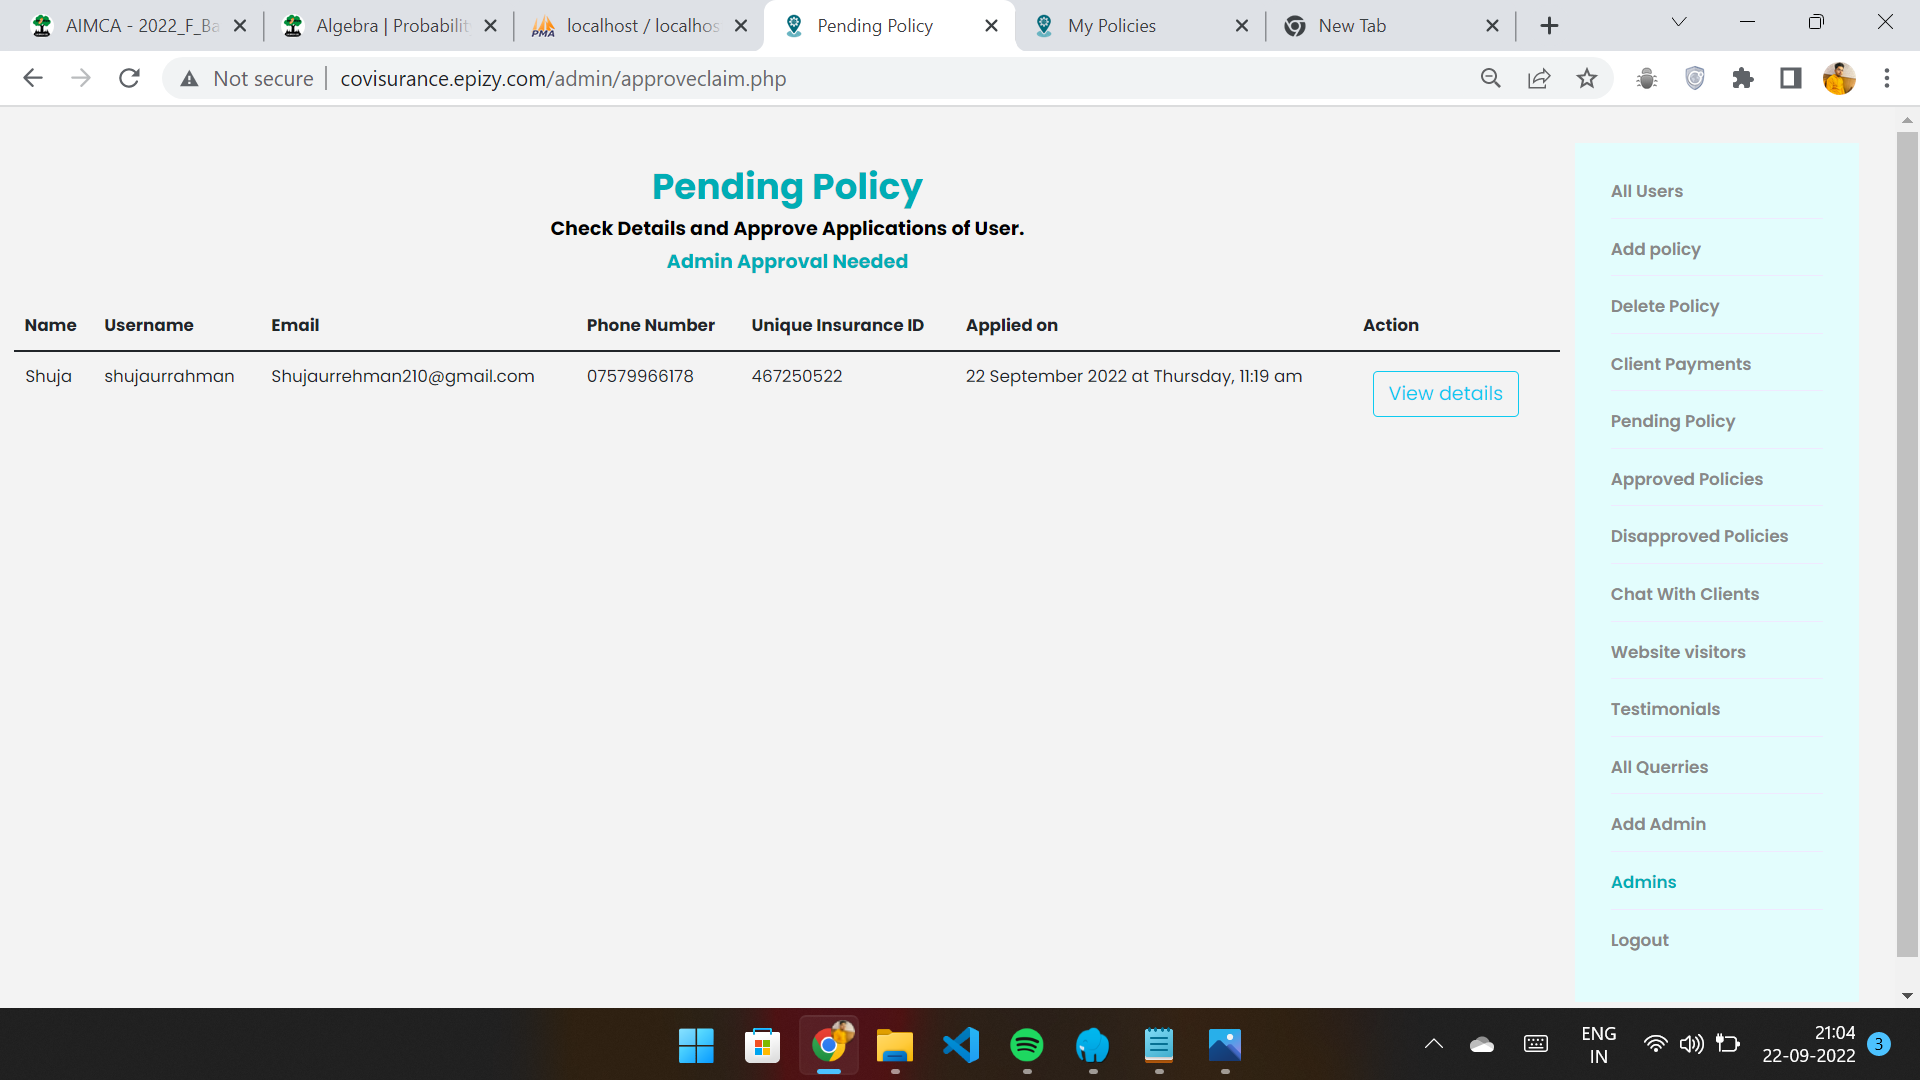 AIMCA - 2022_F_Ba
Algebra | Probabilit
localhost / localhos
Pending Policy
My Policies
New Tab
Not secure
covisurance.epizy.com/admin/approveclaim.php
Pending Policy
Check Details and Approve Applications of User.
Admin Approval Needed
Name Username Email Phone Number Unique Insurance ID Applied on Action
Shuja shujaurrahman Shujaurrehman210@gmail.com 07579966178 467250522 22 September 2022 at Thursday, 11:19 am View details
All Users
Add policy
Delete Policy
Client Payments
Pending Policy
Approved Policies
Disapproved Policies
Chat With Clients
Website visitors
Testimonials
All Querries
Add Admin
Admins
Logout
PMA
ENG
IN
21:04
22-09-2022
3